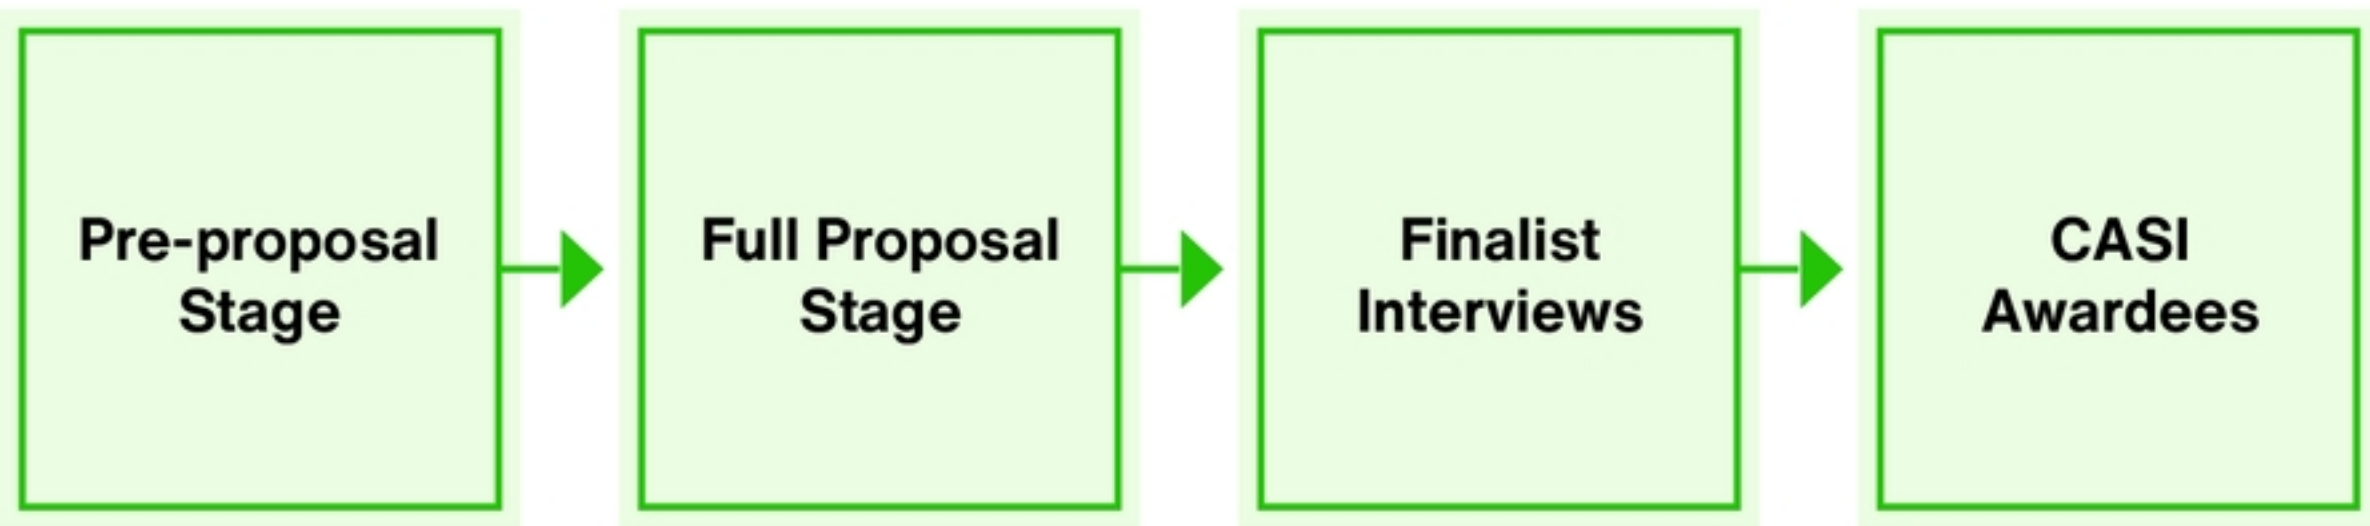 Pre-proposal
Stage
Full Proposal
Stage
Finalist
Interviews
CASI
Awardees